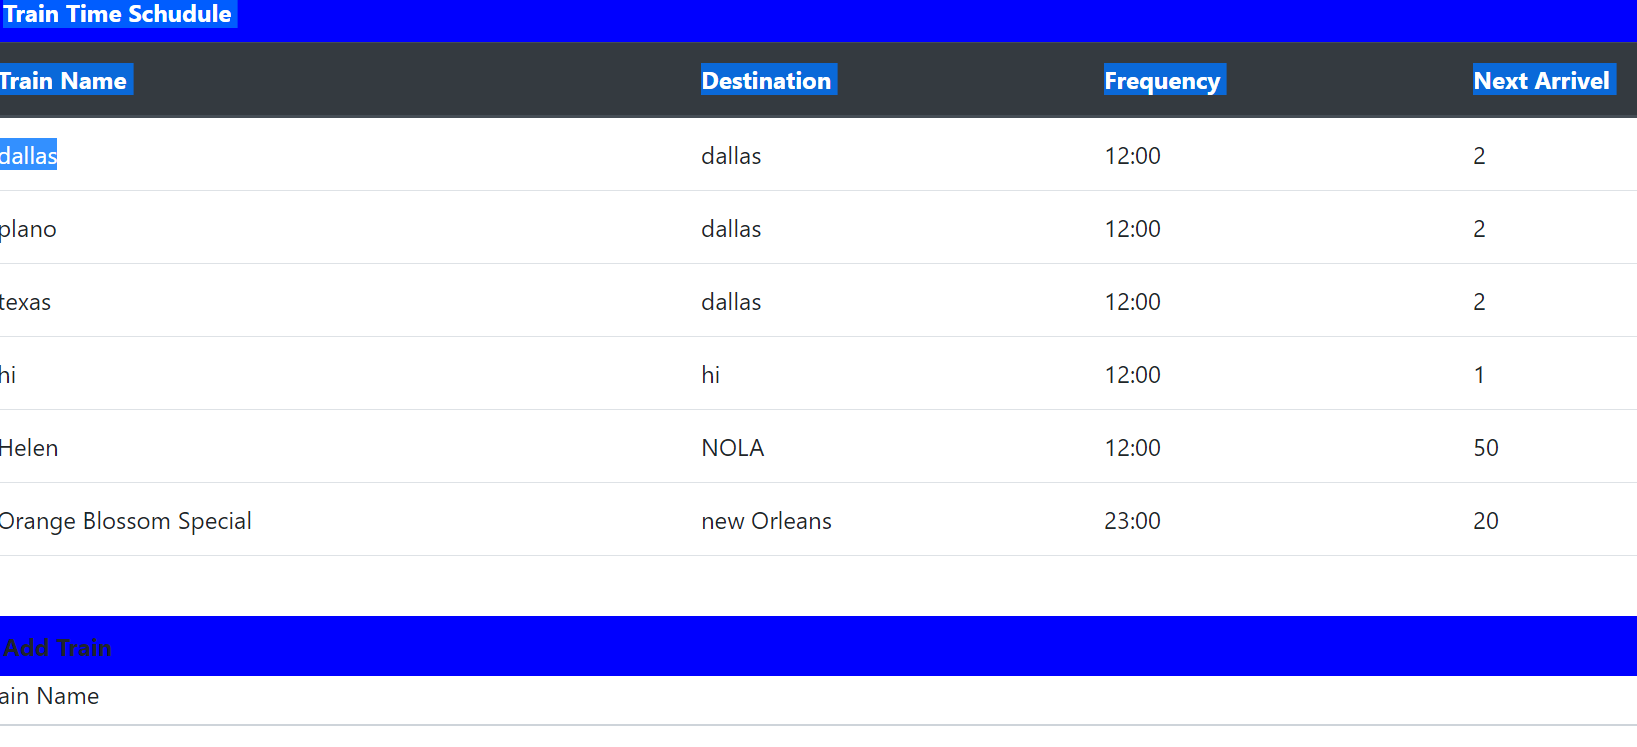 Train Time Schudule
Train Name Destination Frequency Next Arrivel
dallas dallas 12:00 2
plano dallas 12:00 2
texas dallas 12:00 2
hi hi 12:00 1
Helen NOLA 12:00 50
Orange Blossom Special new Orleans 23:00 20
Add Train
ain Name